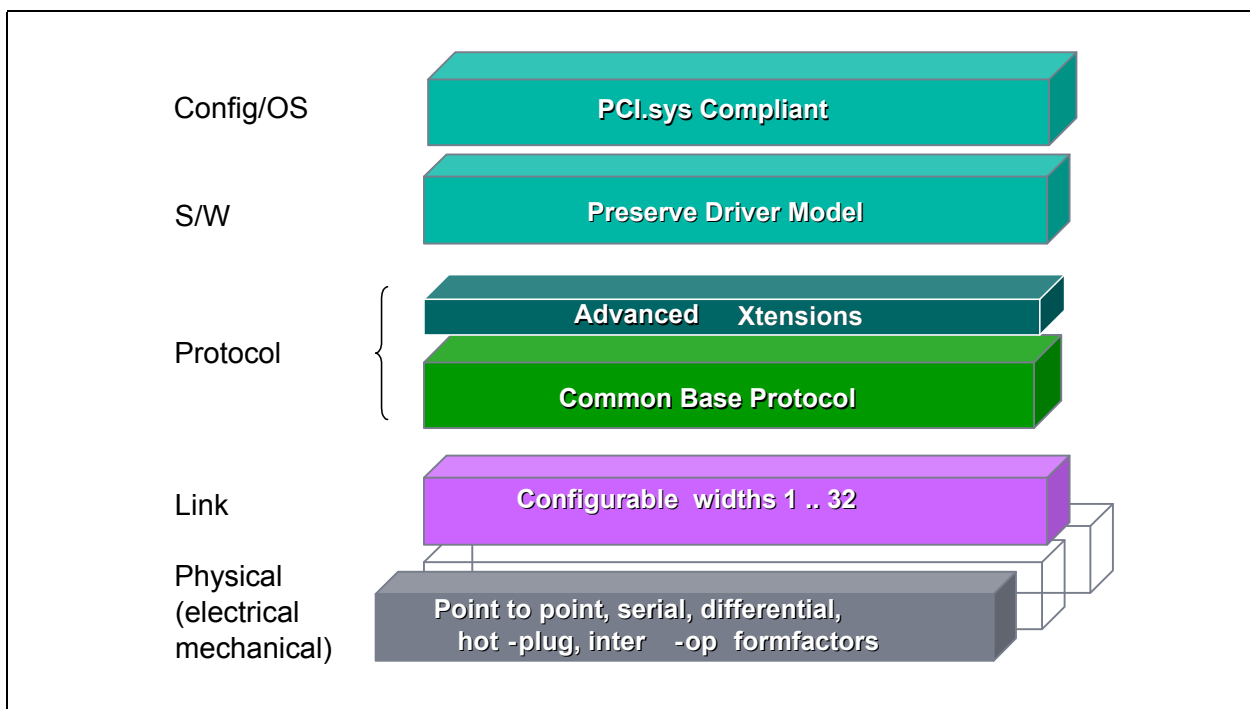 Config/OS
PCI.sys Compliant
S/W
Preserve Driver Model
Protocol
Advanced Xtensions
Common Base Protocol
Link
Configurable widths 1 .. 32
Physical
(electrical
mechanical)
Point to point, serial, differential,
hot -plug, inter -op formfactors